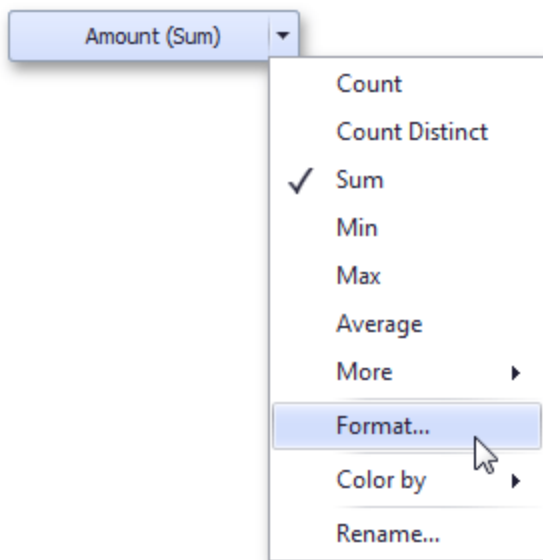 Amount (Sum)
Count
Count Distinct
Sum
Min
Max
Average
More
Format...
Color by
Rename...